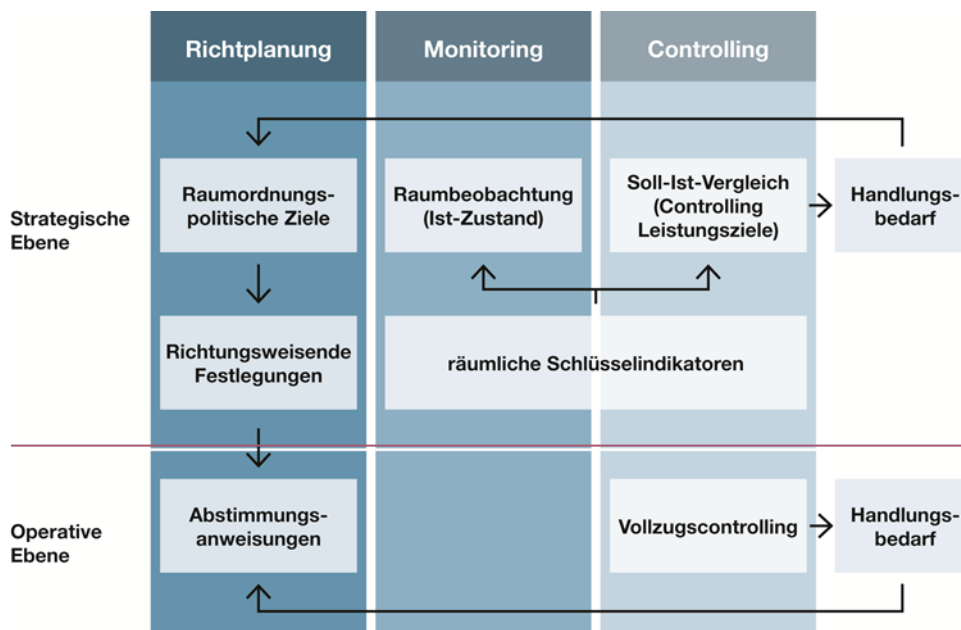 Richtplanung
Monitoring
Controlling
Strategische
Ebene
Raumordnungs-
politische Ziele
Raumbeobachtung
(Ist-Zustand)
Soll-Ist-Vergleich
(Controlling
Leistungsziele)
Handlungs-
bedarf
Richtungsweisende
Festlegungen
räumliche Schlüsselindikatoren
Operative
Ebene
Abstimmungs-
anweisungen
Vollzugscontrolling
Handlungs-
bedarf